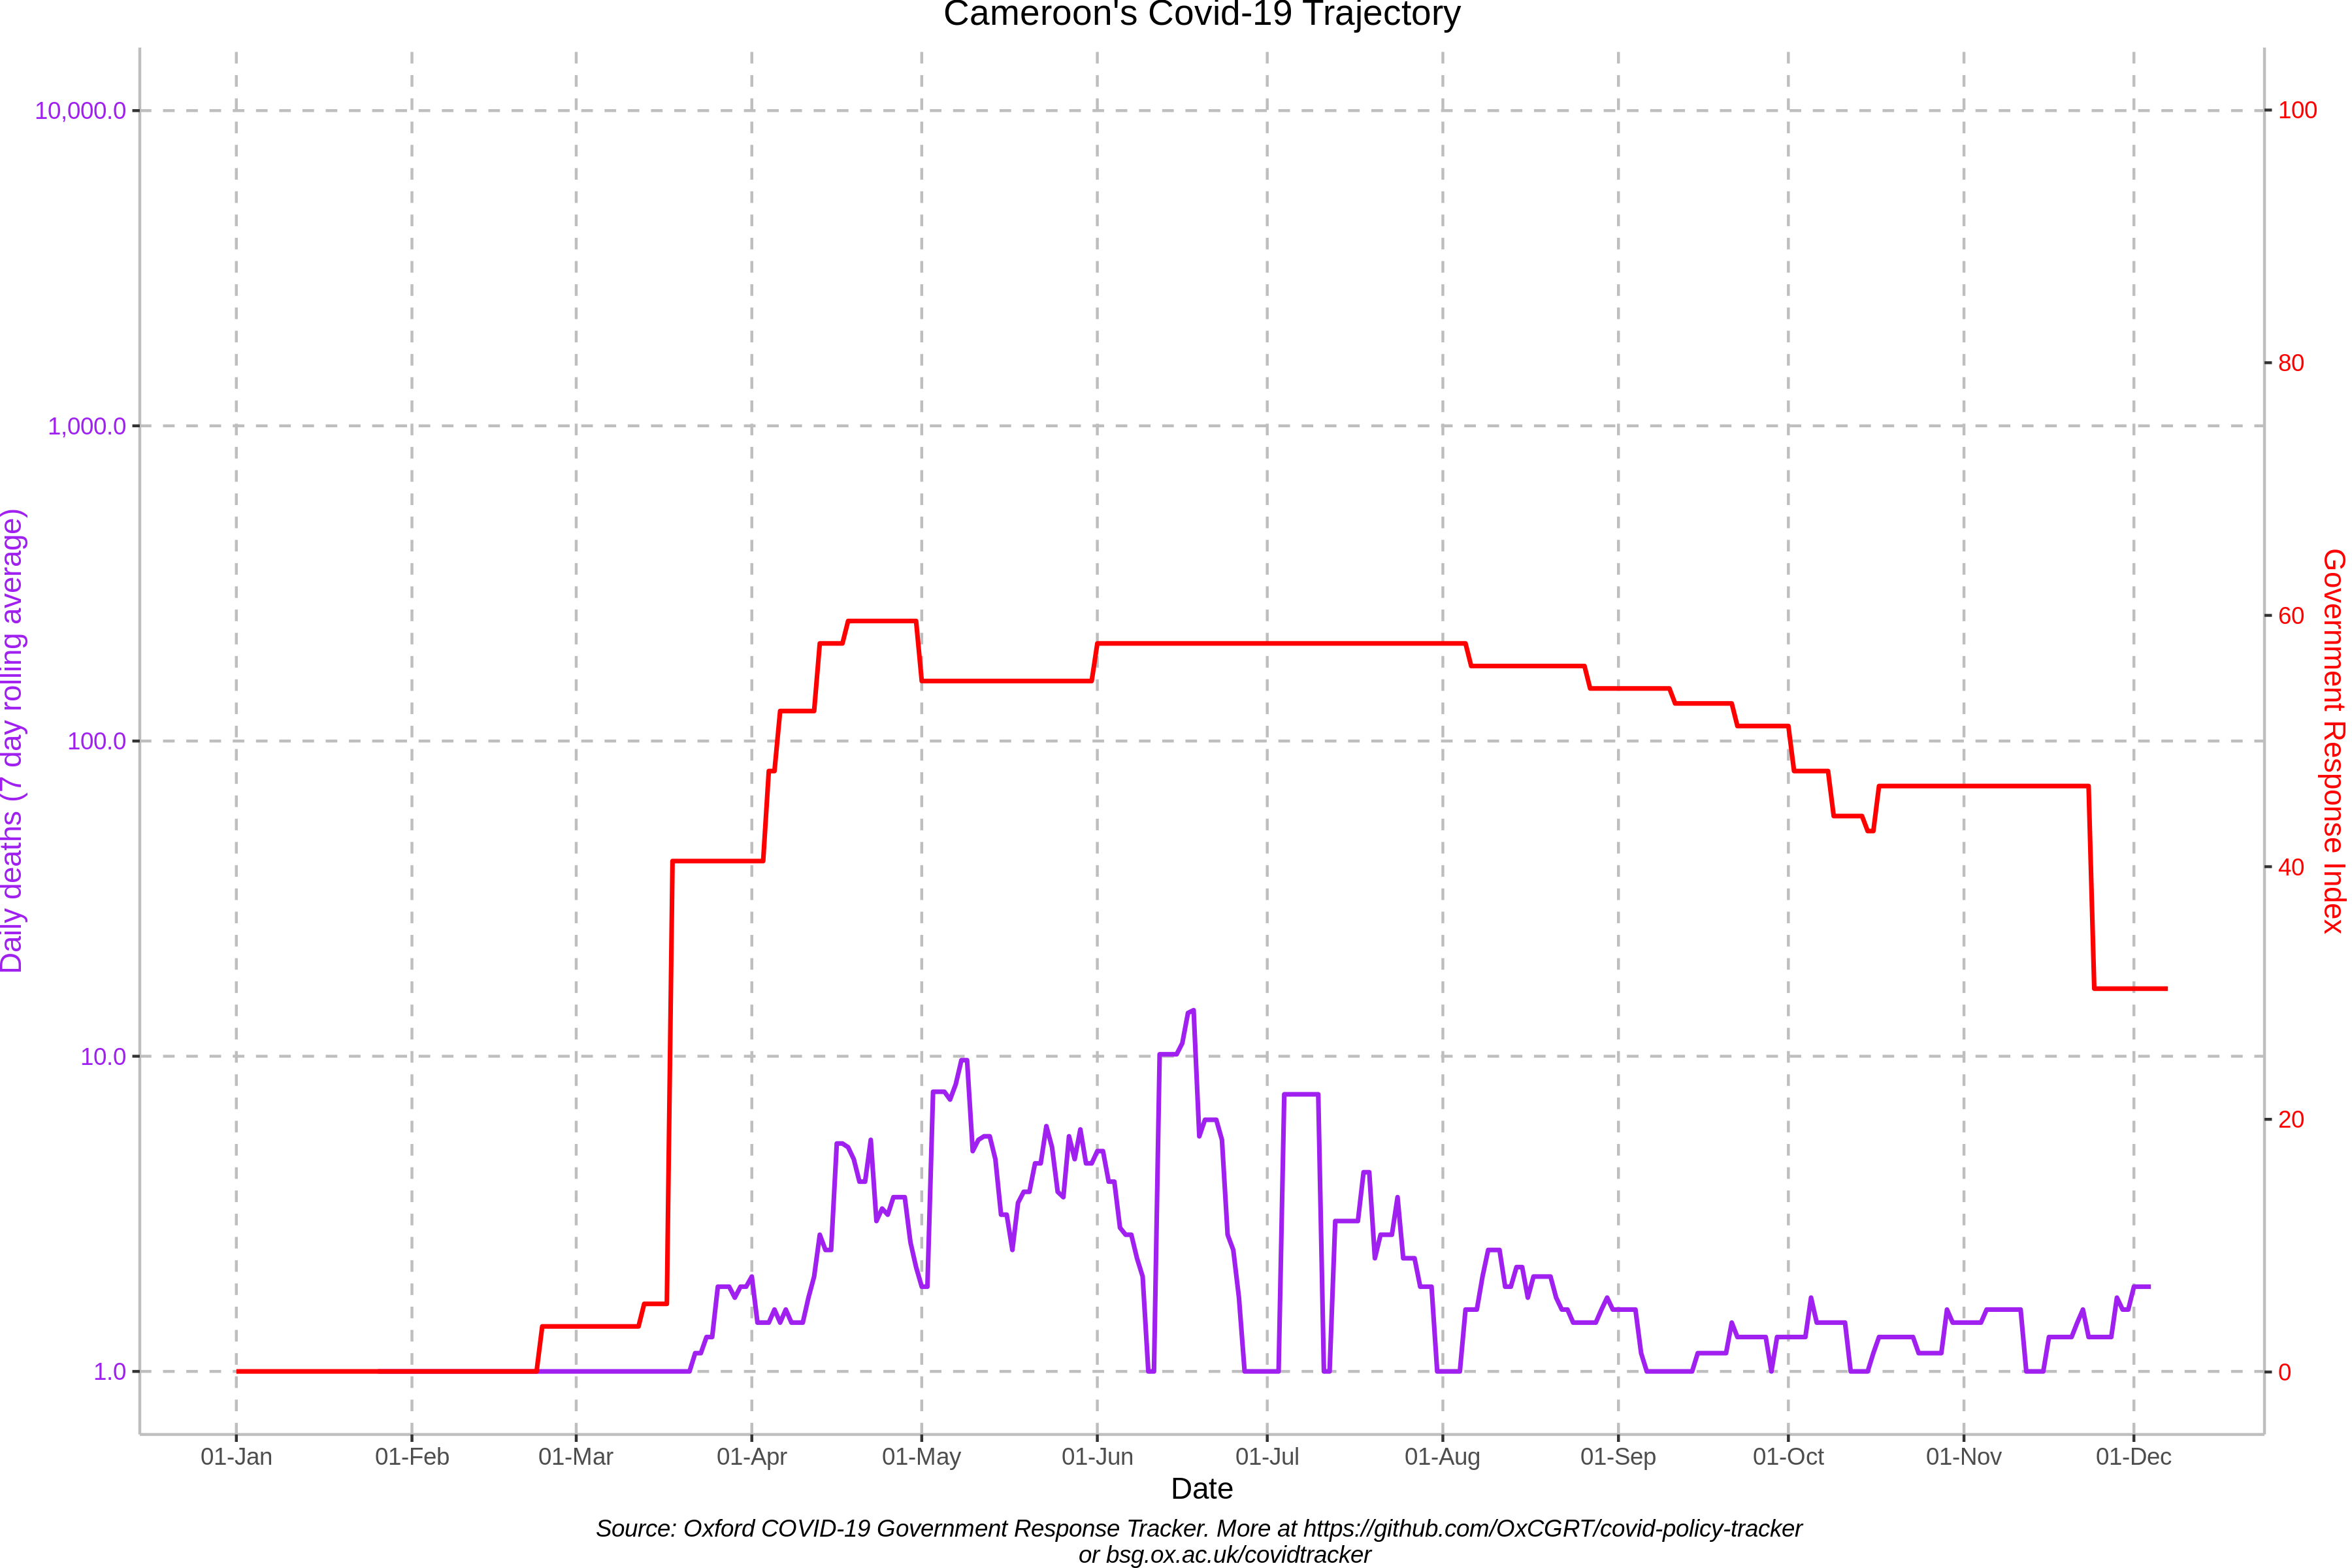 Cameroon's Covid-19 Trajectory
10,000.0
1,000.0
100.0
10.0
1.0
Daily deaths (7 day rolling average)
100
80
60
40
20
0
Government Response Index
01-Jan 01-Feb 01-Mar 01-Apr 01-May 01-Jun 01-Jul 01-Aug 01-Sep 01-Oct 01-Nov 01-Dec
Date
Source: Oxford COVID-19 Government Response Tracker. More at https://github.com/OxCGRT/covid-policy-tracker
or bsg.ox.ac.uk/covidtracker